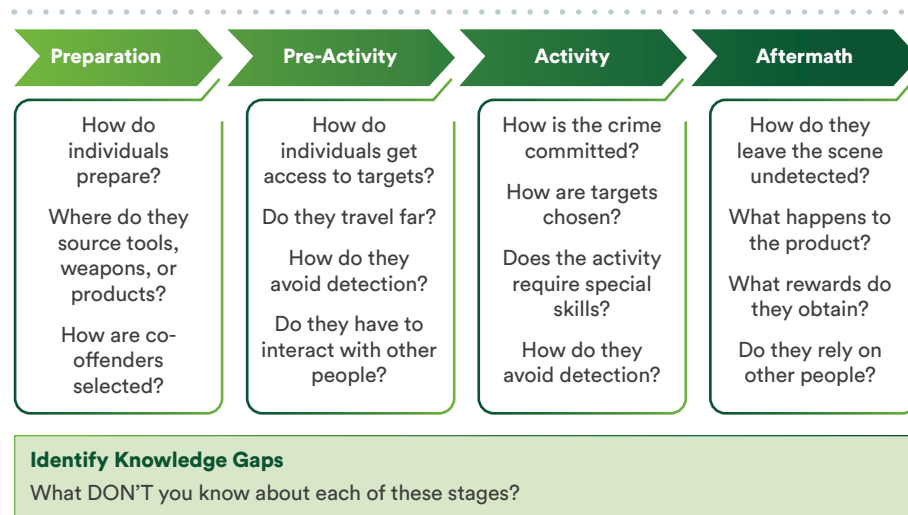 Preparation
Pre-Activity
Activity
Aftermath
How do
individuals
prepare?
Where do they
source tools,
weapons, or
products?
How are co-
offenders
selected?
How do
individuals get
access to targets?
Do they travel far?
How do they
avoid detection?
Do they have to
interact with other
people?
How is the crime
committed?
How are targets
chosen?
Does the activity
require special
skills?
How do they
avoid detection?
How do they
leave the scene
undetected?
What happens to
the product?
What rewards do
they obtain?
Do they rely on
other people?
Identify Knowledge Gaps
What DON’T you know about each of these stages?